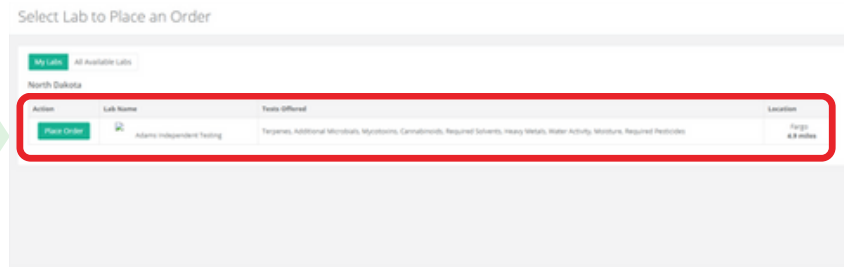 Select Lab to Place an Order
My Labs All Available Labs
North Dakota
Action Lab Name Tests Offered Location
Place Order Adams Independent Testing Terpenes, Additional Microbials, Mycotoxins, Cannabinoids, Required Solvents, Heavy Metals, Water Activity, Moisture, Required Pesticides Fargo
4.9 miles